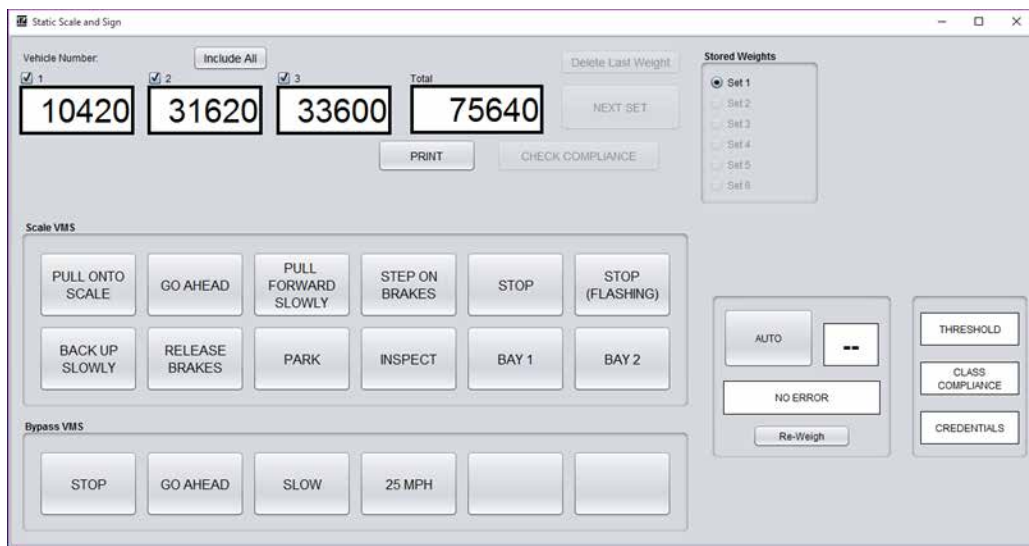 Static Scale and Sign
Vehicle Number:
Include All
1
2
3
Total
10420
31620
33600
75640
Delete Last Weight
NEXT SET
PRINT
CHECK COMPLIANCE
Stored Weights
Set 1
Set 2
Set 3
Set 4
Set 5
Set 6
Scale VMS
PULL ONTO
SCALE
GO AHEAD
PULL
FORWARD
SLOWLY
STEP ON
BRAKES
STOP
STOP
(FLASHING)
BACK UP
SLOWLY
RELEASE
BRAKES
PARK
INSPECT
BAY 1
BAY 2
Bypass VMS
STOP
GO AHEAD
SLOW
25 MPH
AUTO
--
NO ERROR
Re-Weigh
THRESHOLD
CLASS
COMPLIANCE
CREDENTIALS